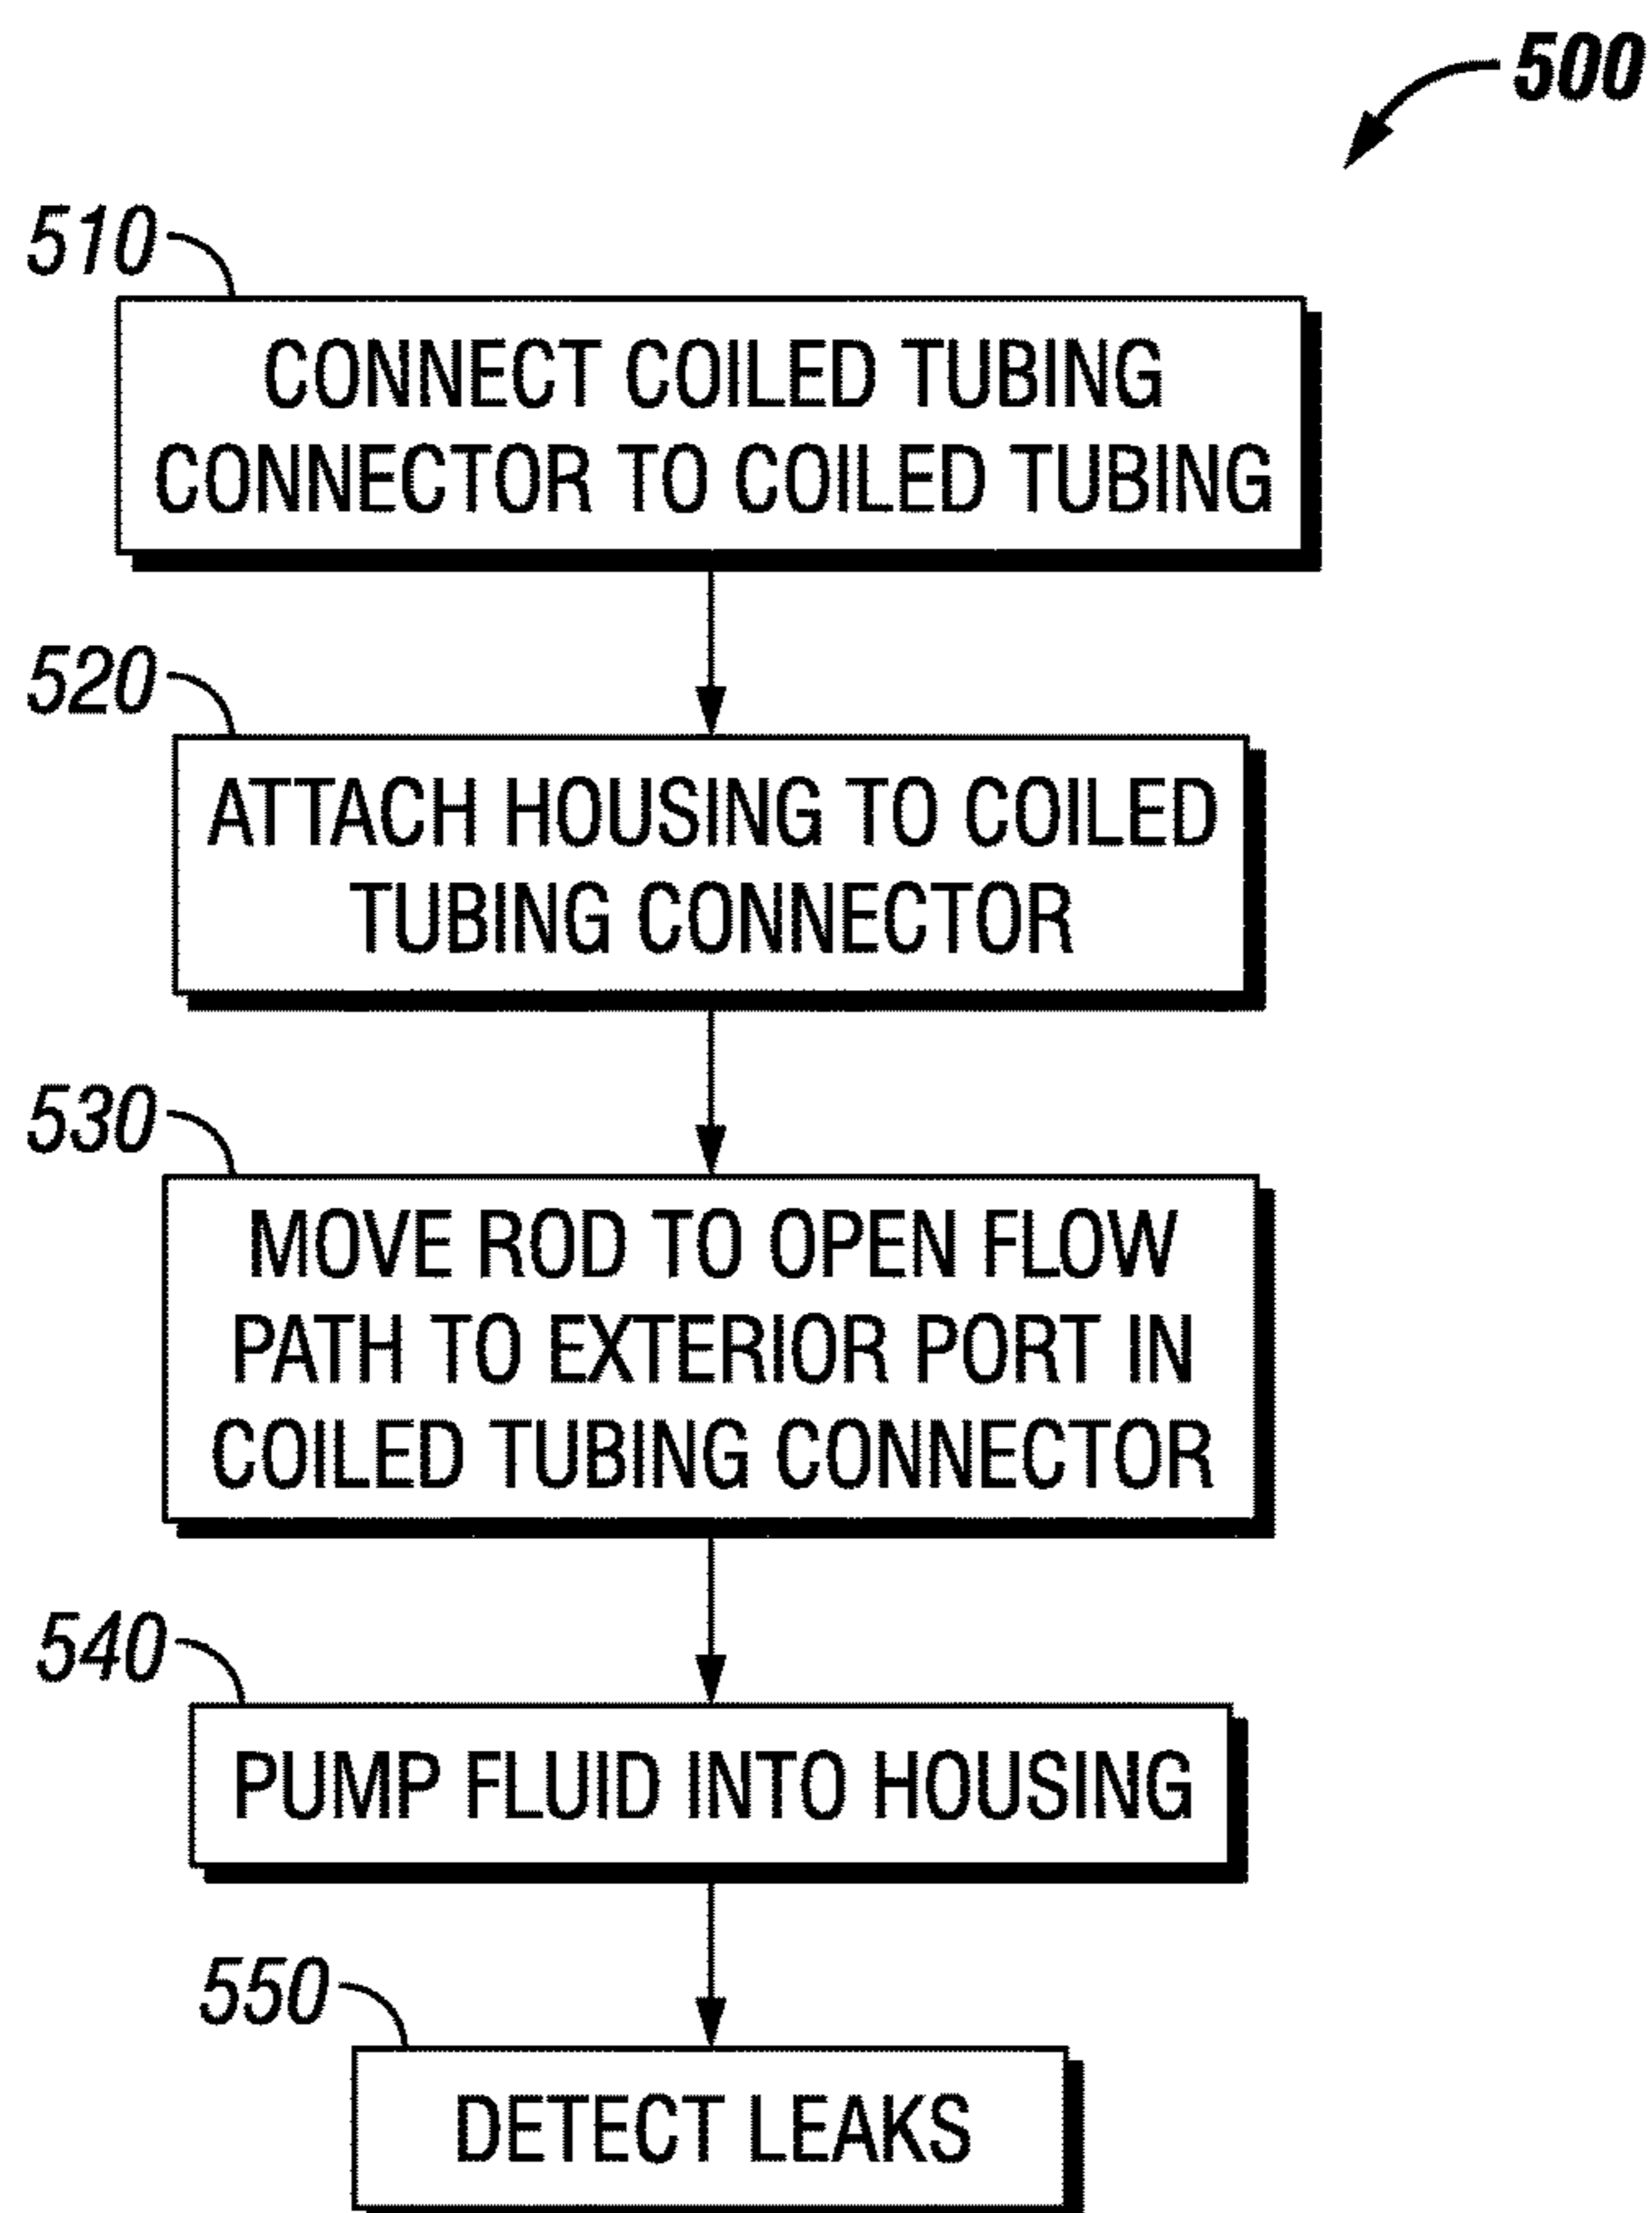 500
510
CONNECT COILED TUBING
CONNECTOR TO COILED TUBING
520
ATTACH HOUSING TO COILED
TUBING CONNECTOR
530
MOVE ROD TO OPEN FLOW
PATH TO EXTERIOR PORT IN
COILED TUBING CONNECTOR
540
PUMP FLUID INTO HOUSING
550
DETECT LEAKS